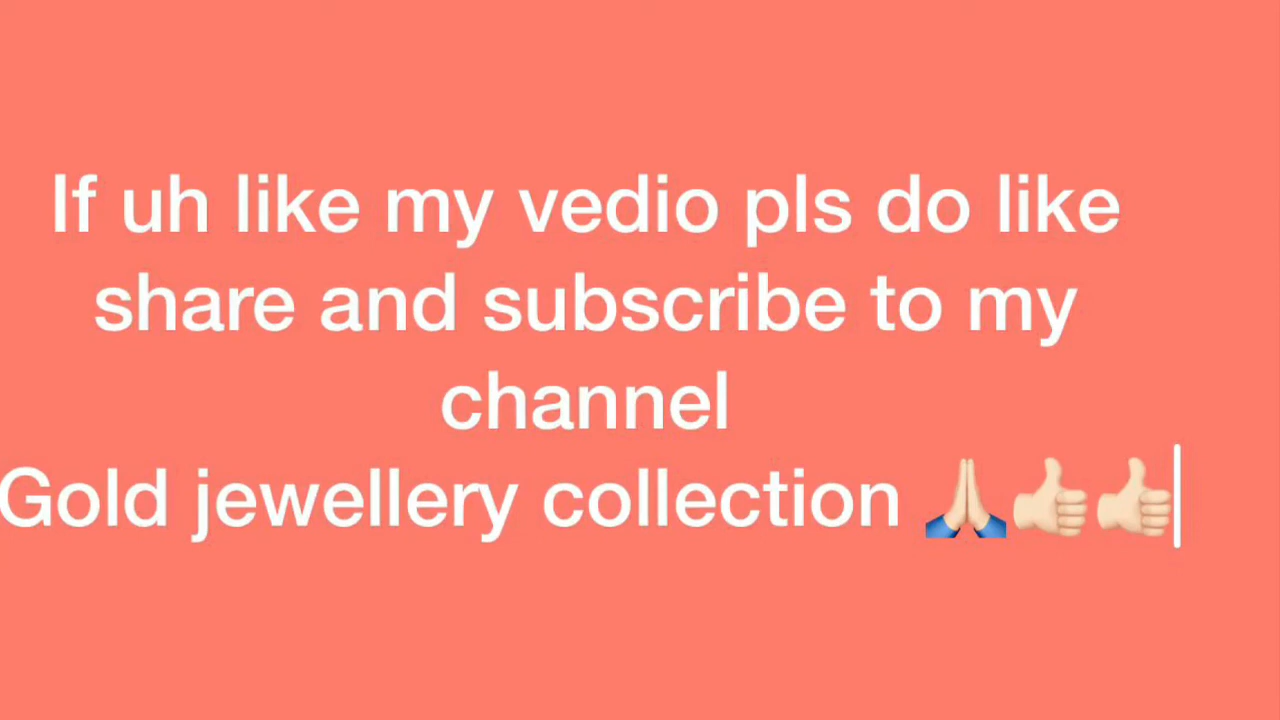 If uh like my vedio pls do like
share and subscribe to my
channel
Gold jewellery collection 🙏🏻👍🏻👍🏻